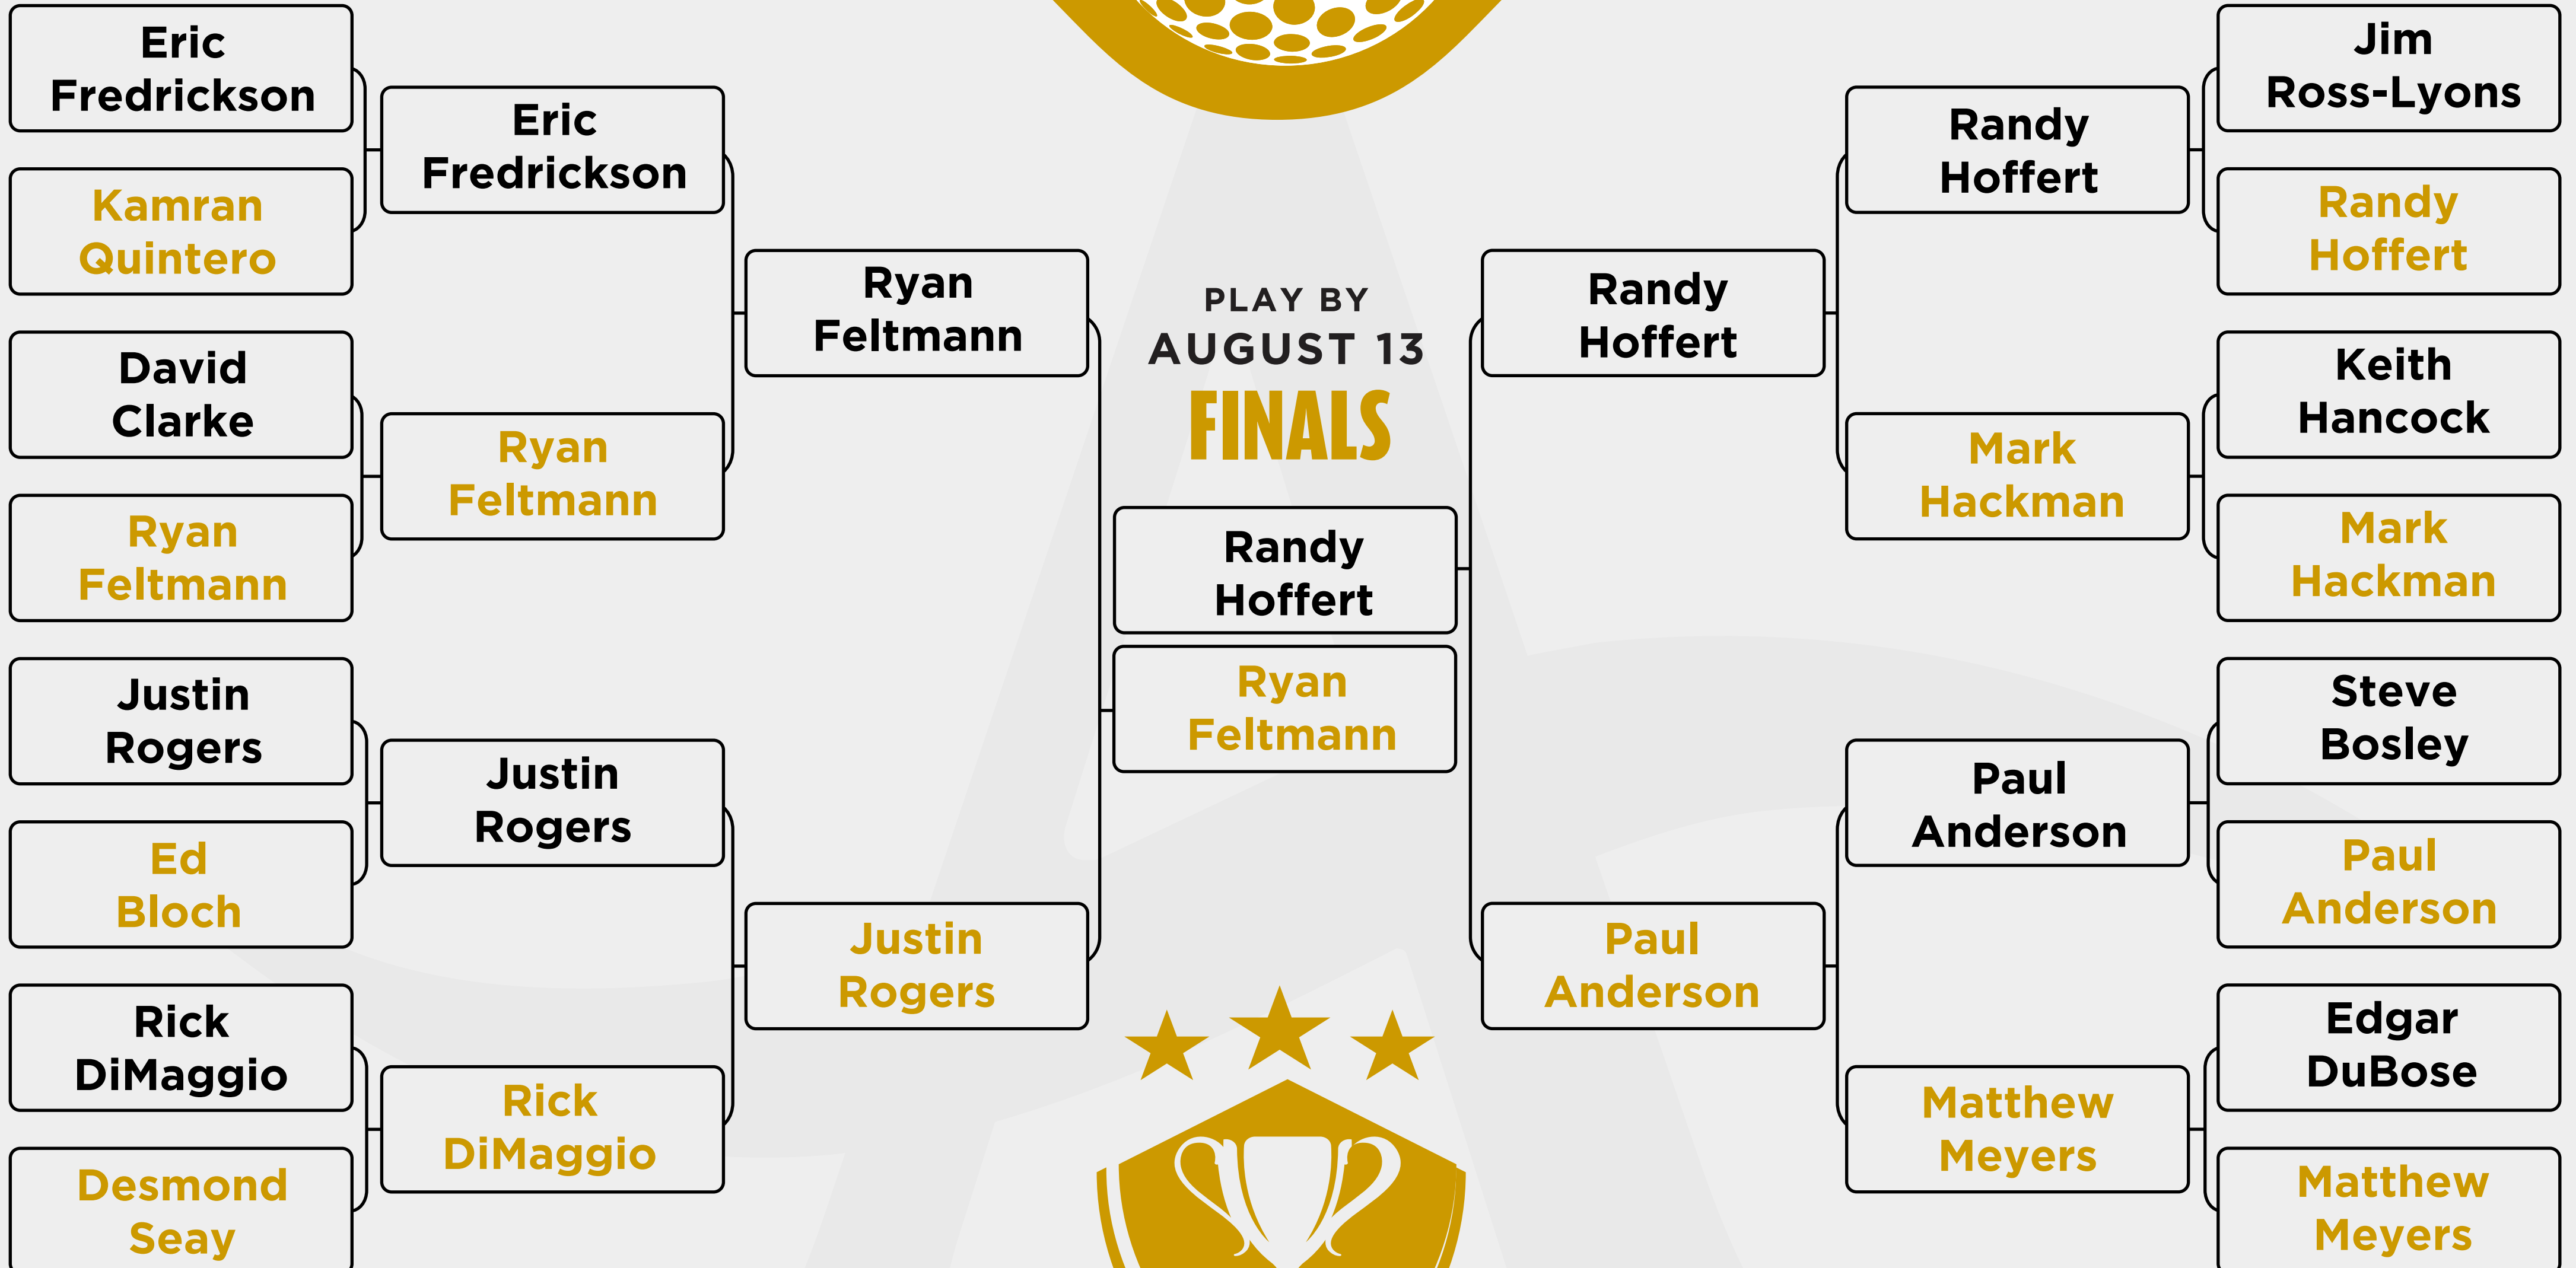 Eric
Fredrickson
Kamran
Quintero
David
Clarke
Ryan
Feltmann
Justin
Rogers
Ed
Bloch
Rick
DiMaggio
Desmond
Seay
Eric
Fredrickson
Ryan
Feltmann
Justin
Rogers
Rick
DiMaggio
Ryan
Feltmann
Justin
Rogers
PLAY BY
AUGUST 13
FINALS
Randy
Hoffert
Ryan
Feltmann
Randy
Hoffert
Paul
Anderson
Randy
Hoffert
Mark
Hackman
Paul
Anderson
Matthew
Meyers
Jim
Ross-Lyons
Randy
Hoffert
Keith
Hancock
Mark
Hackman
Steve
Bosley
Paul
Anderson
Edgar
DuBose
Matthew
Meyers